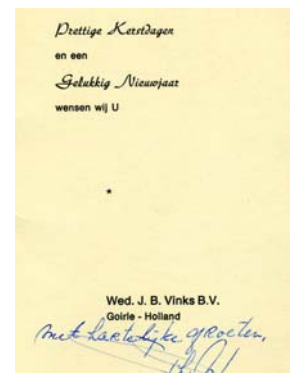 Prettige Kerstdagen
en een
Gelukkig Nieuwjaar
wensen wij U
*
Wed. J. B. Vinks B.V.
Goirle - Holland
met hartelijke groeten,